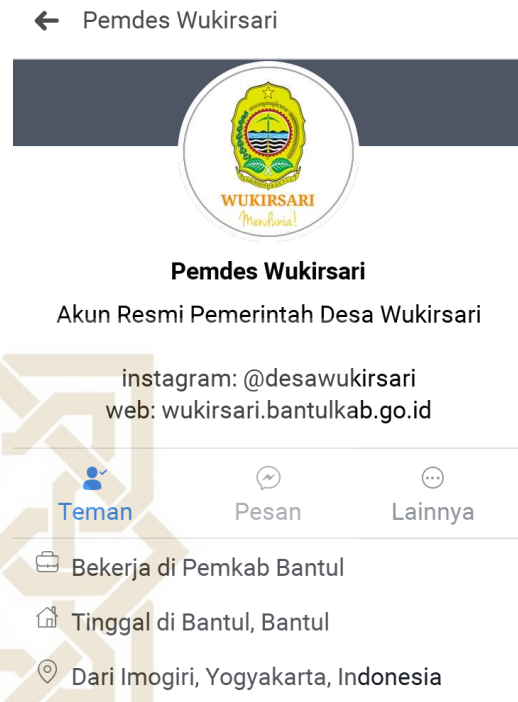 Pemdes Wukirsari
WUKIRSARI
Mendunia!
Pemdes Wukirsari
Akun Resmi Pemerintah Desa Wukirsari
instagram: @desawukirsari
web: wukirsari.bantulkab.go.id
Teman
Pesan
Lainnya
Bekerja di Pemkab Bantul
Tinggal di Bantul, Bantul
Dari Imogiri, Yogyakarta, Indonesia